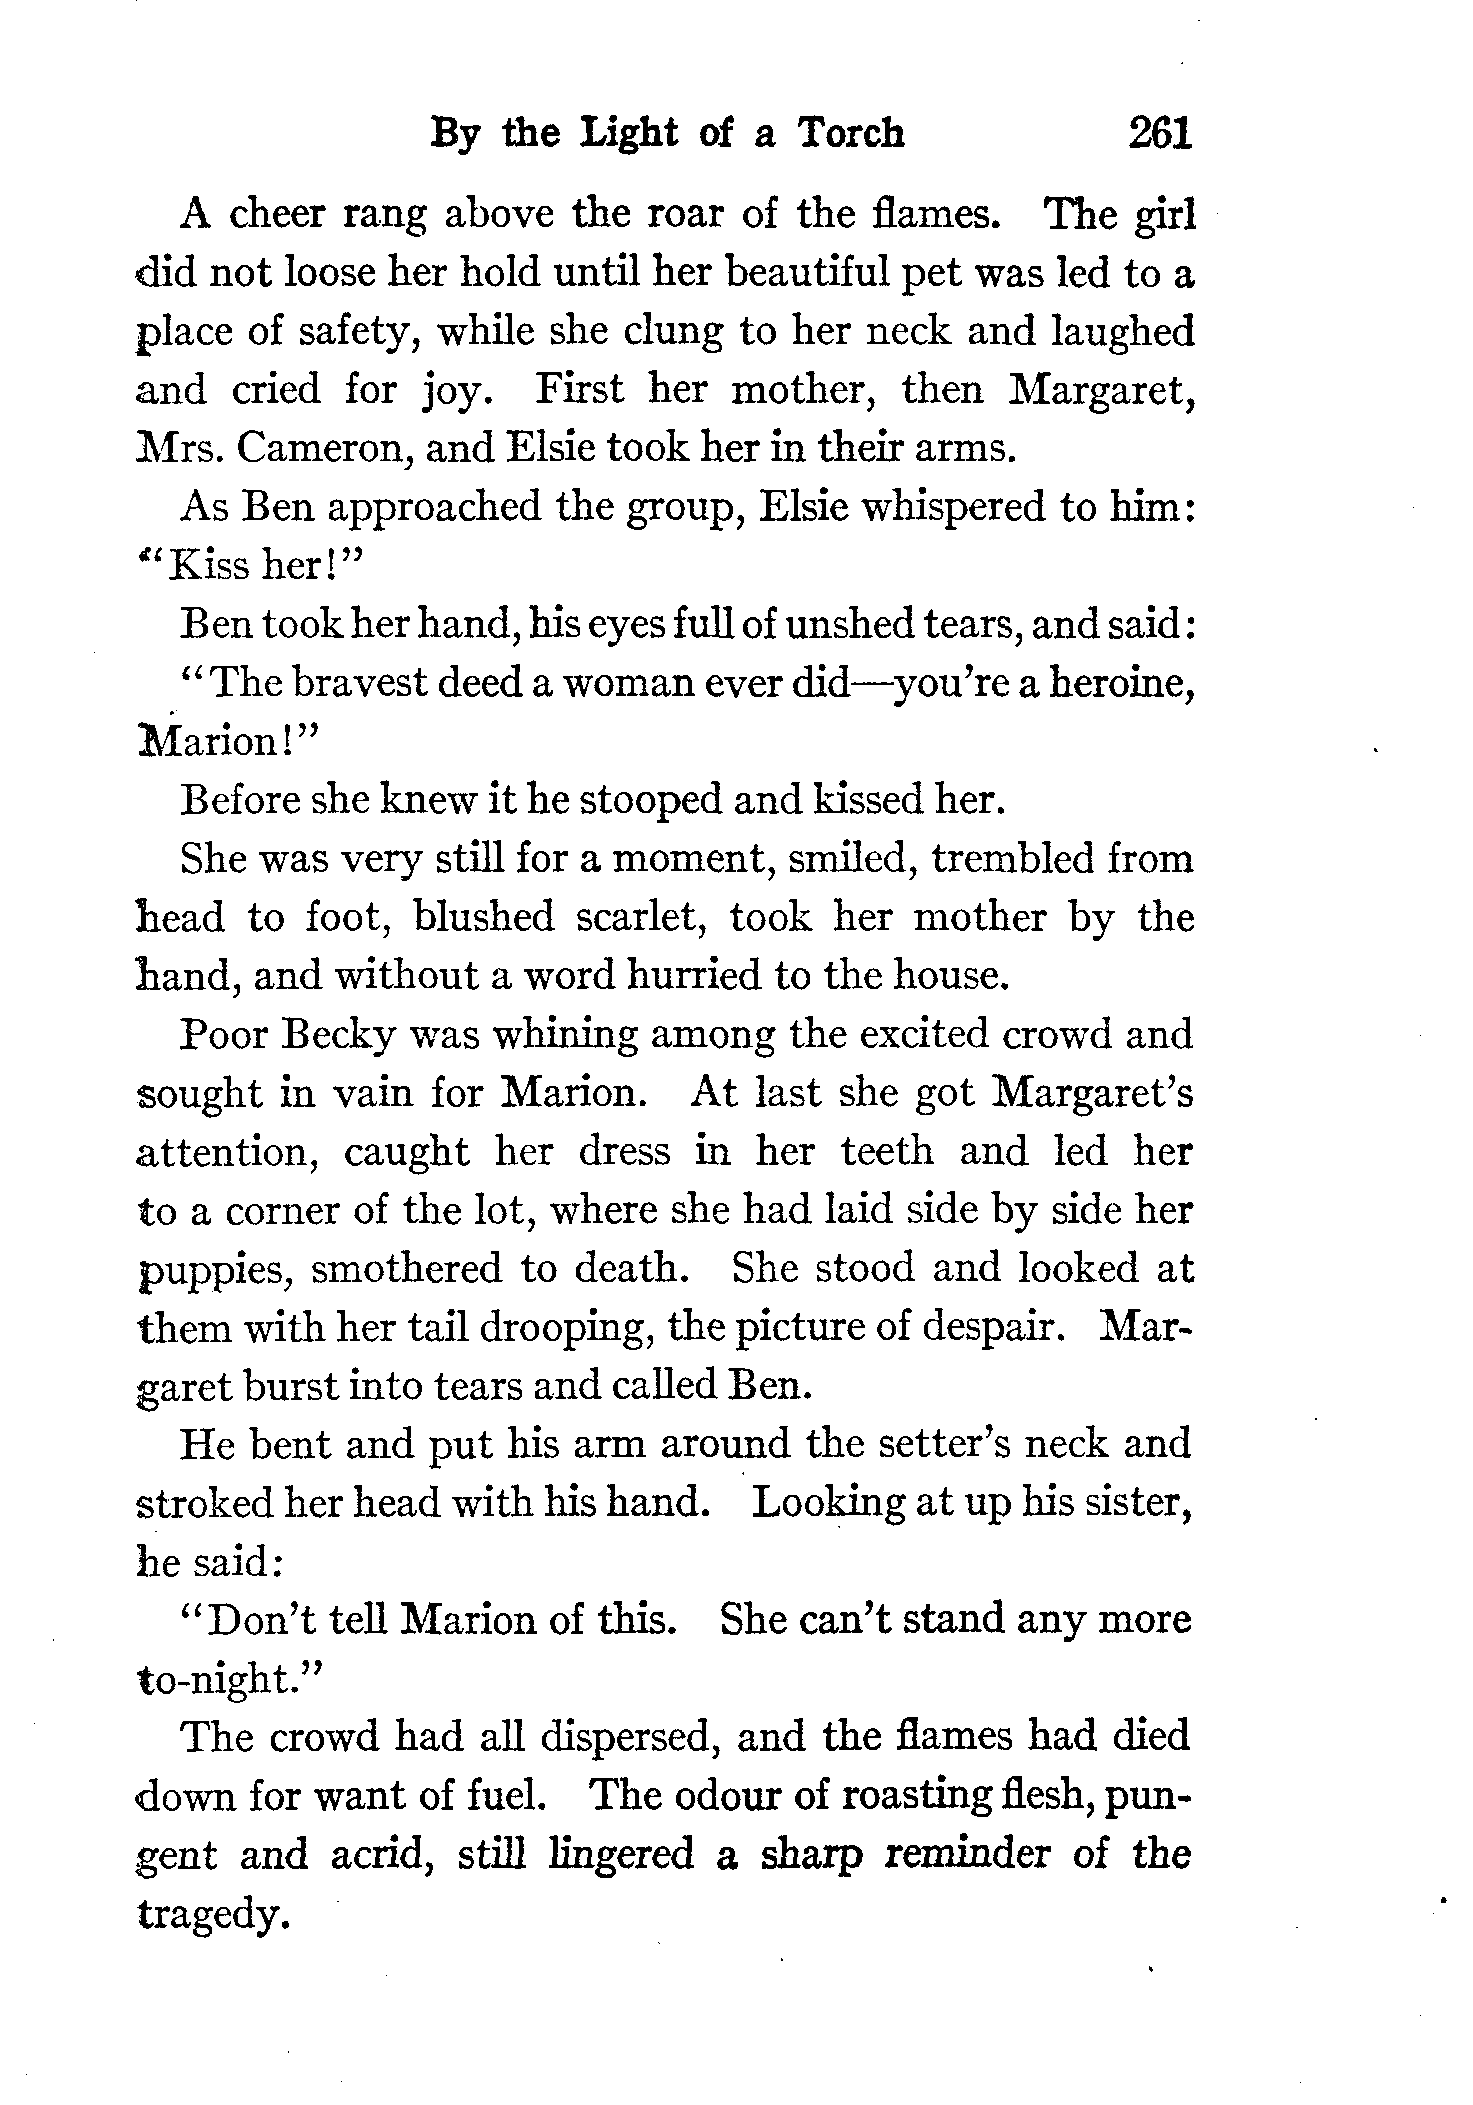 By the Light of a Torch 261
A cheer rang above the roar of the flames. The girl
did not loose her hold until her beautiful pet was led to a
place of safety, while she clung to her neck and laughed
and cried for joy. First her mother, then Margaret,
Mrs. Cameron, and Elsie took her in their arms.
As Ben approached the group, Elsie whispered to him:
“Kiss her!”
Ben took her hand, his eyes full of unshed tears, and said:
“The bravest deed a woman ever did—you're a heroine,
Marion!”
Before she knew it he stooped and kissed her.
She was very still for a moment, smiled, trembled from
head to foot, blushed scarlet, took her mother by the
hand, and without a word hurried to the house.
Poor Becky was whining among the excited crowd and
sought in vain for Marion. At last she got Margaret's
attention, caught her dress in her teeth and led her
to a corner of the lot, where she had laid side by side her
puppies, smothered to death. She stood and looked at
them with her tail drooping, the picture of despair. Mar-
garet burst into tears and called Ben.
He bent and put his arm around the setter's neck and
stroked her head with his hand. Looking at up his sister,
he said:
“Don't tell Marion of this. She can't stand any more
to-night.”
The crowd had all dispersed, and the flames had died
down for want of fuel. The odour of roasting flesh, pun-
gent and acrid, still lingered a sharp reminder of the
tragedy.